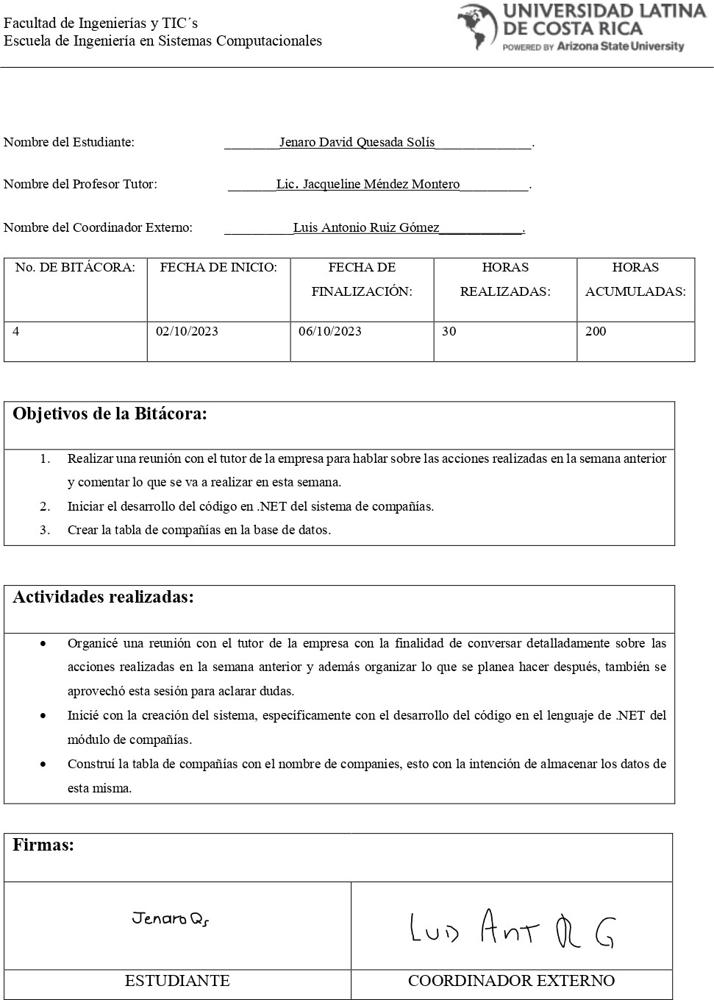 Facultad de Ingenierías y TIC´s
Escuela de Ingeniería en Sistemas Computacionales
UNIVERSIDAD LATINA
DE COSTA RICA
POWERED BY Arizona State University
Nombre del Estudiante: ________Jenaro David Quesada Solís______________.
Nombre del Profesor Tutor: _______Lic. Jacqueline Méndez Montero__________.
Nombre del Coordinador Externo: __________Luis Antonio Ruiz Gómez____________.
No. DE BITÁCORA: FECHA DE INICIO: FECHA DE FINALIZACIÓN: HORAS REALIZADAS: HORAS ACUMULADAS:
4 02/10/2023 06/10/2023 30 200
Objetivos de la Bitácora:
1. Realizar una reunión con el tutor de la empresa para hablar sobre las acciones realizadas en la semana anterior
y comentar lo que se va a realizar en esta semana.
2. Iniciar el desarrollo del código en .NET del sistema de compañías.
3. Crear la tabla de compañías en la base de datos.
Actividades realizadas:
• Organicé una reunión con el tutor de la empresa con la finalidad de conversar detalladamente sobre las
acciones realizadas en la semana anterior y además organizar lo que se planea hacer después, también se
aprovechó esta sesión para aclarar dudas.
• Inicié con la creación del sistema, específicamente con el desarrollo del código en el lenguaje de .NET del
módulo de compañías.
• Construí la tabla de compañías con el nombre de companies, esto con la intención de almacenar los datos de
esta misma.
Firmas:
Jenaro Qs
Ant R G
ESTUDIANTE
COORDINADOR EXTERNO